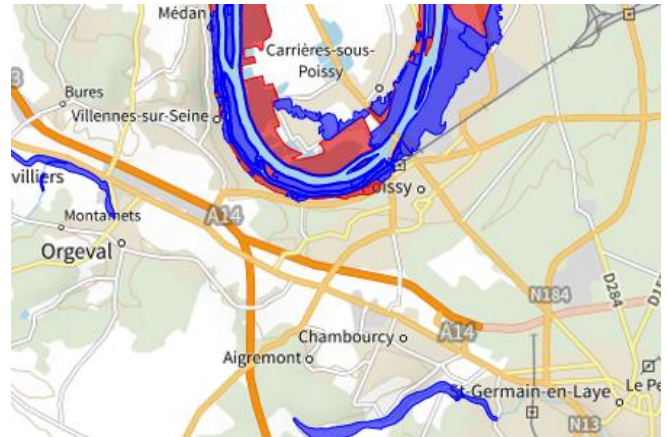 Médan
Carrières-sous-
Poissy
Bures
Villennes-sur-Seine
villiers
Poissy
Montamets
A14
Orgeval
N184
D284
Chambourcy
A14
Aigremont
St-Germain-en-Laye
Le Pe
N13